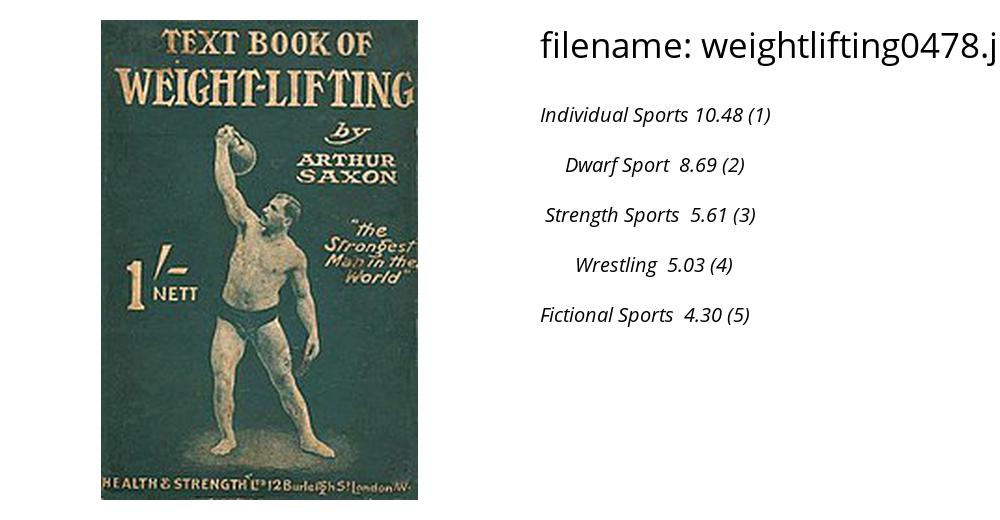 TEXT BOOK OF
WEIGHT-LIFTING
by
ARTHUR
SAXON
"the
Strongest
Man in the
World"
1/-
NETT
HEALTH & STRENGTH LTD 12 Burleigh St London W.
filename: weightlifting0478.j
Individual Sports 10.48 (1)
Dwarf Sport 8.69 (2)
Strength Sports 5.61 (3)
Wrestling 5.03 (4)
Fictional Sports 4.30 (5)